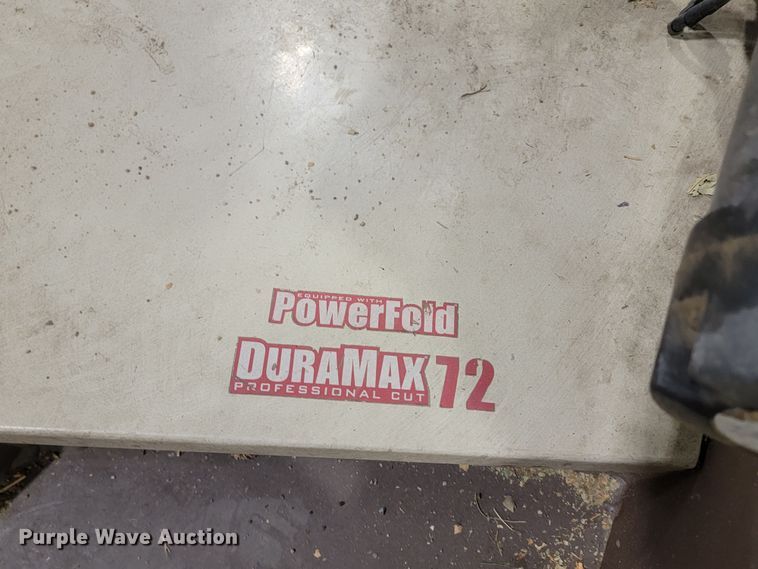 EQUIPPED WITH
PowerFold
DURAMAX 72
PROFESSIONAL CUT
Purple Wave Auction®